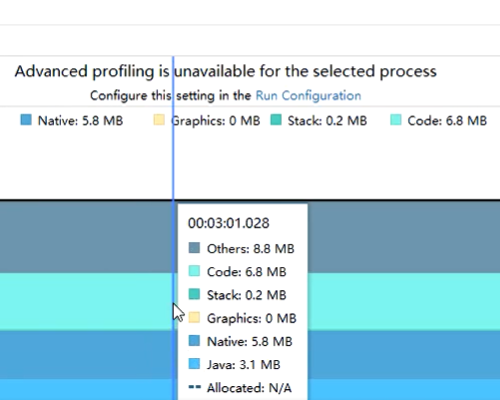 Advanced profiling is unavailable for the selected process
Configure this setting in the Run Configuration
Native: 5.8 MB Graphics: 0 MB Stack: 0.2 MB Code: 6.8 MB
00:03:01.028
Others: 8.8 MB
Code: 6.8 MB
Stack: 0.2 MB
Graphics: 0 MB
Native: 5.8 MB
Java: 3.1 MB
Allocated: N/A